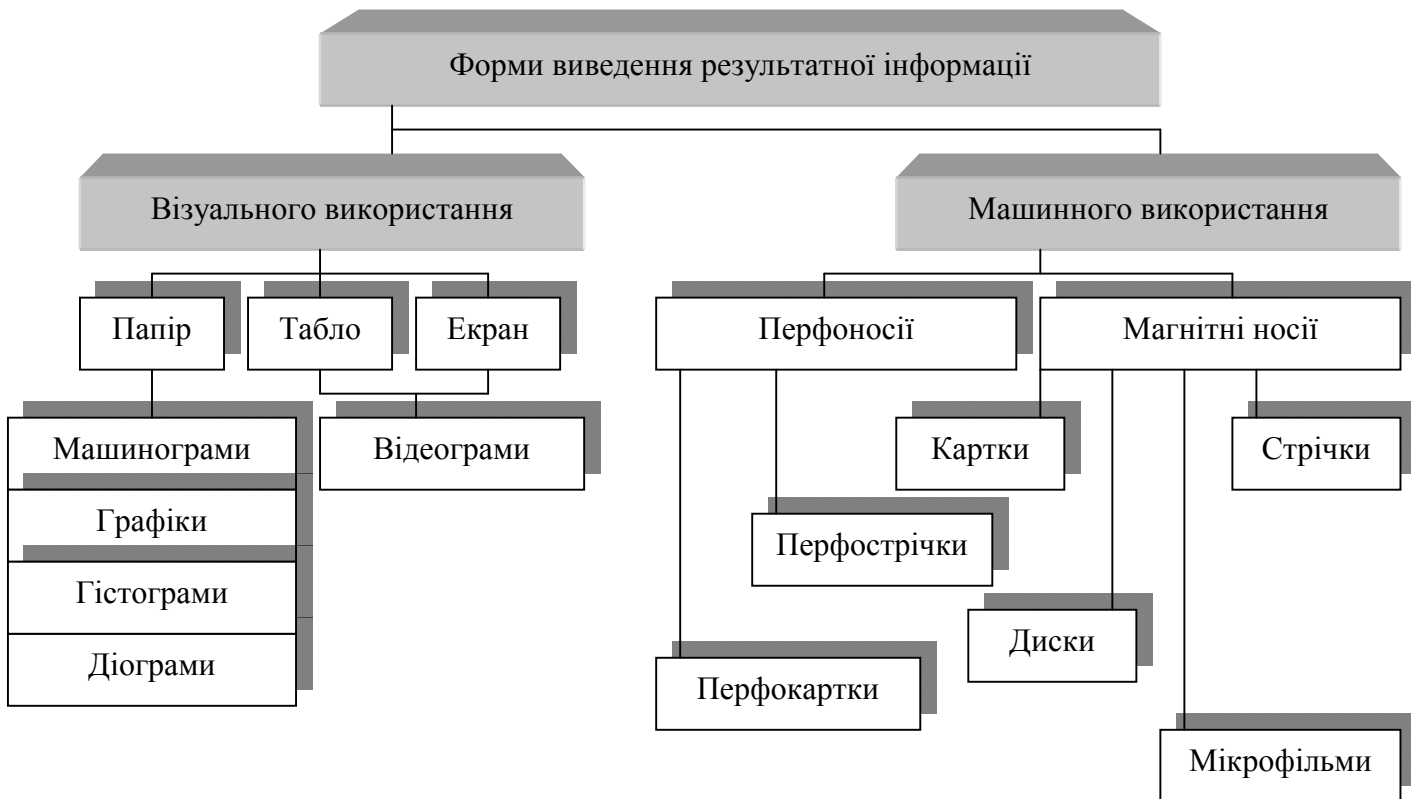 Форми виведення результатної інформації
Візуального використання
Машинного використання
Папір
Табло
Екран
Перфоносії
Магнітні носії
Машинограми
Відеограми
Картки
Стрічки
Графіки
Перфострічки
Гістограми
Диски
Діограми
Перфокартки
Мікрофільми